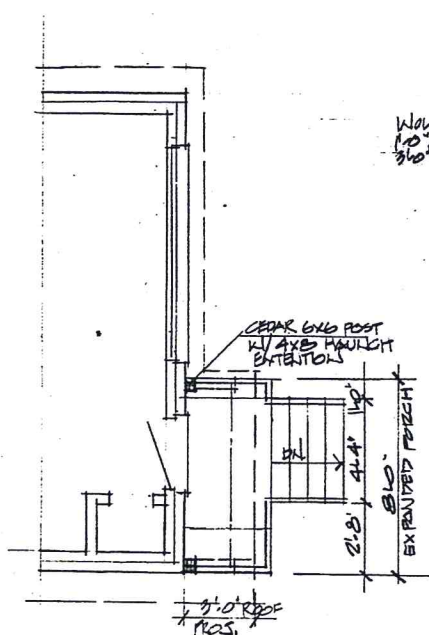 CEDAR 6X6 POST
W/ 4X8 HAUNCH
EXTENTION
DN
1'-0"
4'-4"
2'-8"
8'-0"
EXPANDED PORCH
3'-0" ROOF
PROJ.